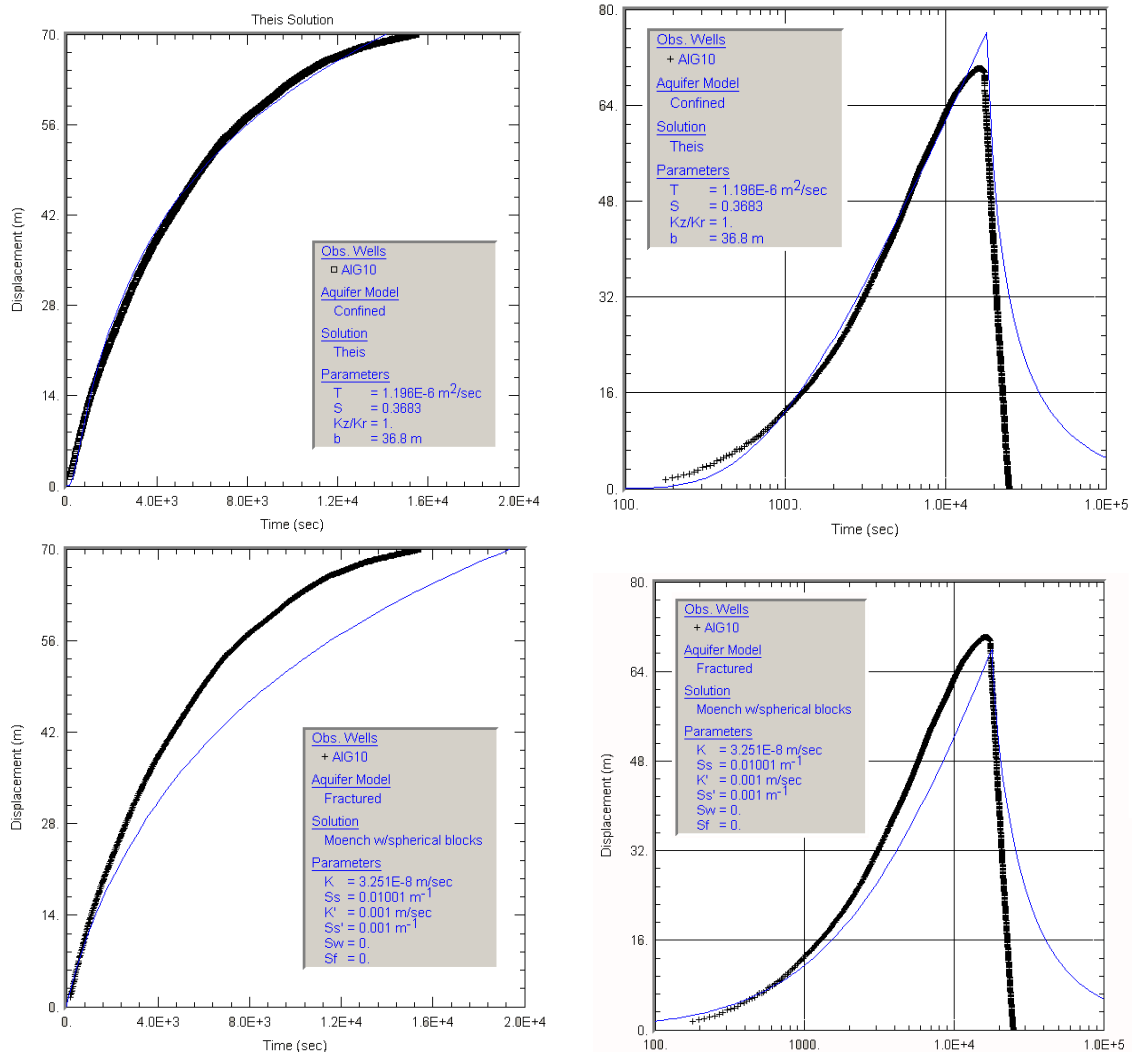 Theis Solution
70.
56.
42.
28.
14.
0.
Displacement (m)
0.
4.0E+3
8.0E+3
1.2E+4
1.6E+4
2.0E+4
Time (sec)
Obs. Wells
□ AIG10
Aquifer Model
Confined
Solution
Theis
Parameters
T = 1.196E-6 m²/sec
S = 0.3683
Kz/Kr = 1.
b = 36.8 m
80.
64.
48.
32.
16.
0.
Displacement (m)
100.
1000.
1.0E+4
1.0E+5
Time (sec)
Obs. Wells
+ AIG10
Aquifer Model
Confined
Solution
Theis
Parameters
T = 1.196E-6 m²/sec
S = 0.3683
Kz/Kr = 1.
b = 36.8 m
70.
56.
42.
28.
14.
0.
Displacement (m)
0.
4.0E+3
8.0E+3
1.2E+4
1.6E+4
2.0E+4
Time (sec)
Obs. Wells
+ AIG10
Aquifer Model
Fractured
Solution
Moench w/spherical blocks
Parameters
K = 3.251E-8 m/sec
Ss = 0.01001 m⁻¹
K' = 0.001 m/sec
Ss' = 0.001 m⁻¹
Sw = 0.
Sf = 0.
80.
64.
48.
32.
16.
0.
Displacement (m)
100.
1000.
1.0E+4
1.0E+5
Time (sec)
Obs. Wells
+ AIG10
Aquifer Model
Fractured
Solution
Moench w/spherical blocks
Parameters
K = 3.251E-8 m/sec
Ss = 0.01001 m⁻¹
K' = 0.001 m/sec
Ss' = 0.001 m⁻¹
Sw = 0.
Sf = 0.